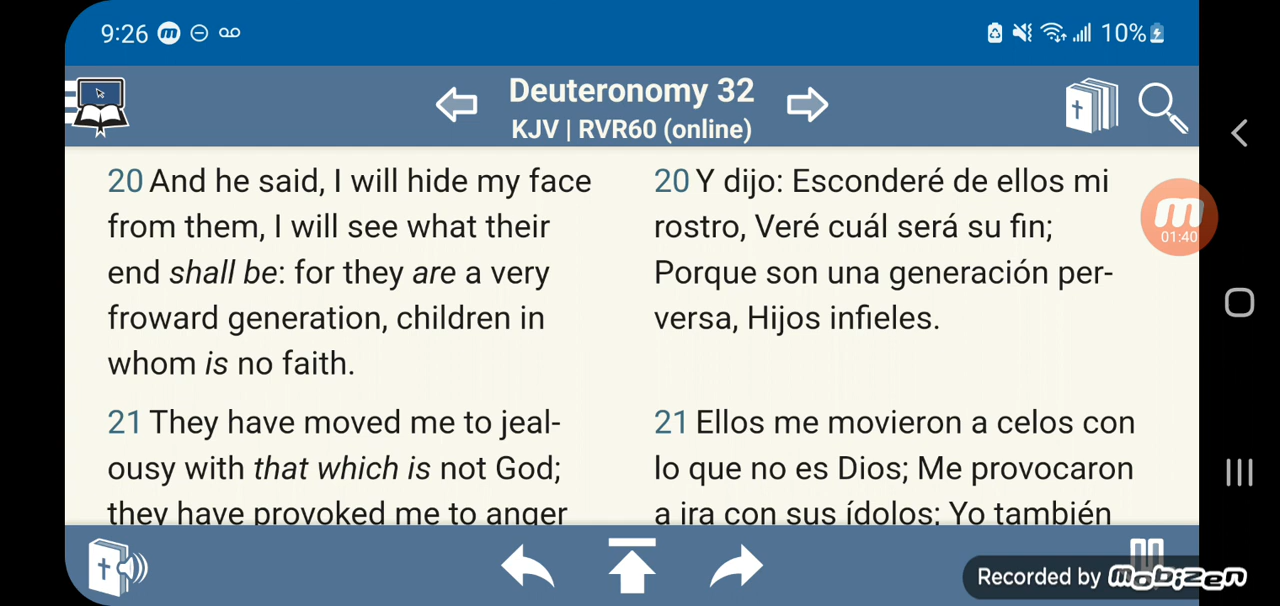 9:26
10%
Deuteronomy 32
KJV | RVR60 (online)
20 And he said, I will hide my face
from them, I will see what their
end shall be: for they are a very
froward generation, children in
whom is no faith.
21 They have moved me to jeal-
ousy with that which is not God;
they have provoked me to anger
20 Y dijo: Esconderé de ellos mi
rostro, Veré cuál será su fin;
Porque son una generación per-
versa, Hijos infieles.
21 Ellos me movieron a celos con
lo que no es Dios; Me provocaron
a ira con sus ídolos; Yo también
01:40
Recorded by Mobizen